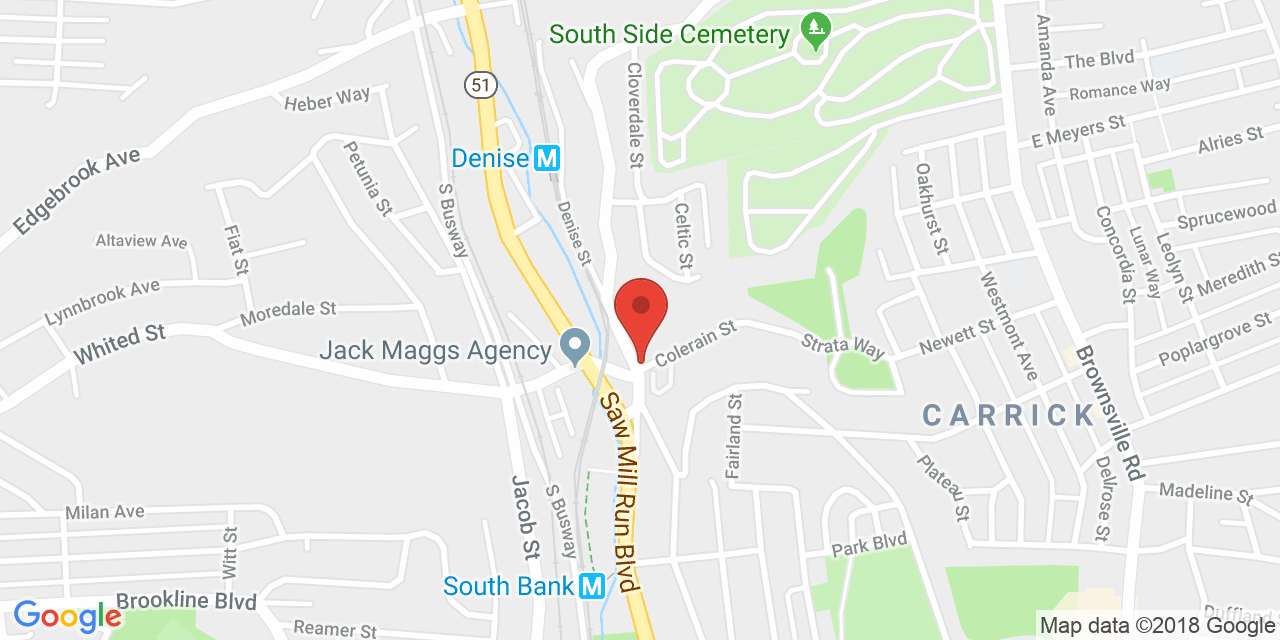 South Side Cemetery
The Blvd
Amanda Ave
Romance Way
51
Heber Way
Cloverdale St
E Meyers St
Alries St
Edgebrook Ave
Petunia St
Denise M
S Busway
Denise St
Celtic St
Oakhurst St
Concordia St
Lunar Way
Leolyn St
Sprucewood
Altaview Ave
Fiat St
Meredith St
Lynnbrook Ave
Moredale St
Westmont Ave
Whited St
Jack Maggs Agency
Colerain St
Strata Way
Newett St
Poplargrove St
Brownsville Rd
CARRICK
Saw Mill Run Blvd
Fairland St
Plateau St
Dellrose St
Madeline St
Jacob St
S Busway
Milan Ave
Witt St
Park Blvd
South Bank M
Brookline Blvd
Google
Reamer St
Map data ©2018 Google